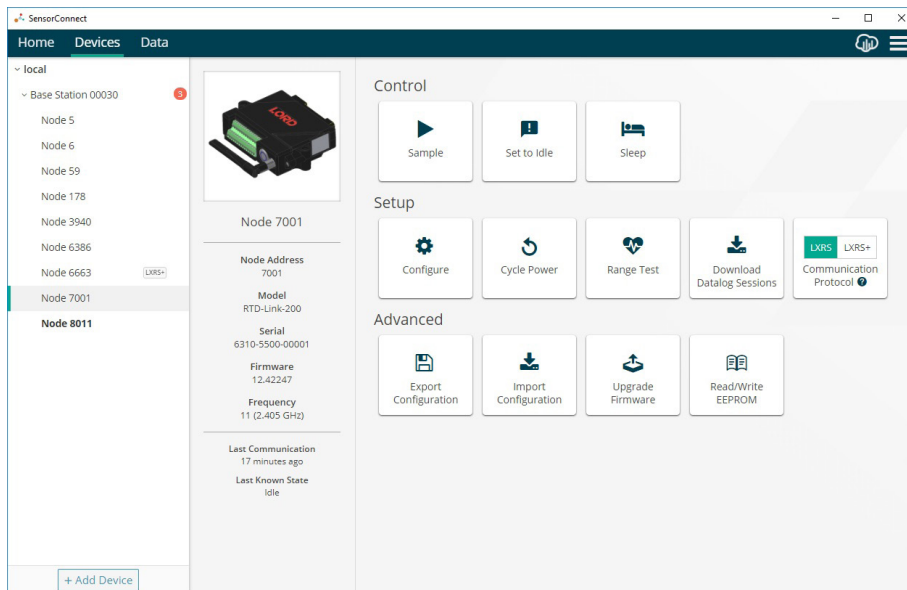 SensorConnect
Home Devices Data
local
Base Station 00030 3
Node 5
Node 6
Node 59
Node 178
Node 3940
Node 6386
Node 6663 LXRS+
Node 7001
Node 8011
+ Add Device
LORD
Node 7001
Node Address
7001
Model
RTD-Link-200
Serial
6310-5500-00001
Firmware
12.42247
Frequency
11 (2.405 GHz)
Last Communication
17 minutes ago
Last Known State
Idle
Control
Sample
Set to Idle
Sleep
Setup
Configure
Cycle Power
Range Test
Download
Datalog Sessions
LXRS LXRS+
Communication
Protocol ?
Advanced
Export
Configuration
Import
Configuration
Upgrade
Firmware
Read/Write
EEPROM